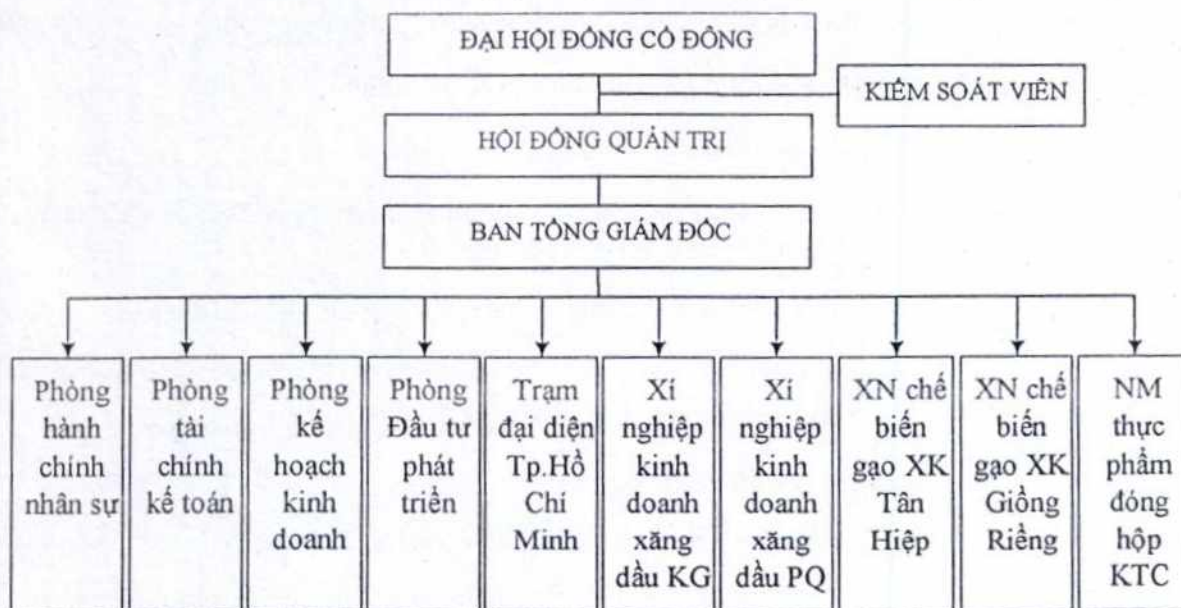 ĐẠI HỘI ĐỒNG CỔ ĐÔNG
KIỂM SOÁT VIÊN
HỘI ĐỒNG QUẢN TRỊ
BAN TỔNG GIÁM ĐỐC
Phòng
hành
chính
nhân sự
Phòng
tài
chính
kế toán
Phòng
kế
hoạch
kinh
doanh
Phòng
Đầu tư
phát
triển
Trạm
đại diện
Tp.Hồ
Chí
Minh
Xí
nghiệp
kinh
doanh
xăng
dầu KG
Xí
nghiệp
kinh
doanh
xăng
dầu PQ
XN chế
biến
gạo XK
Tân
Hiệp
XN chế
biến
gạo XK
Giồng
Riềng
NM
thực
phẩm
đóng
hộp
KTC